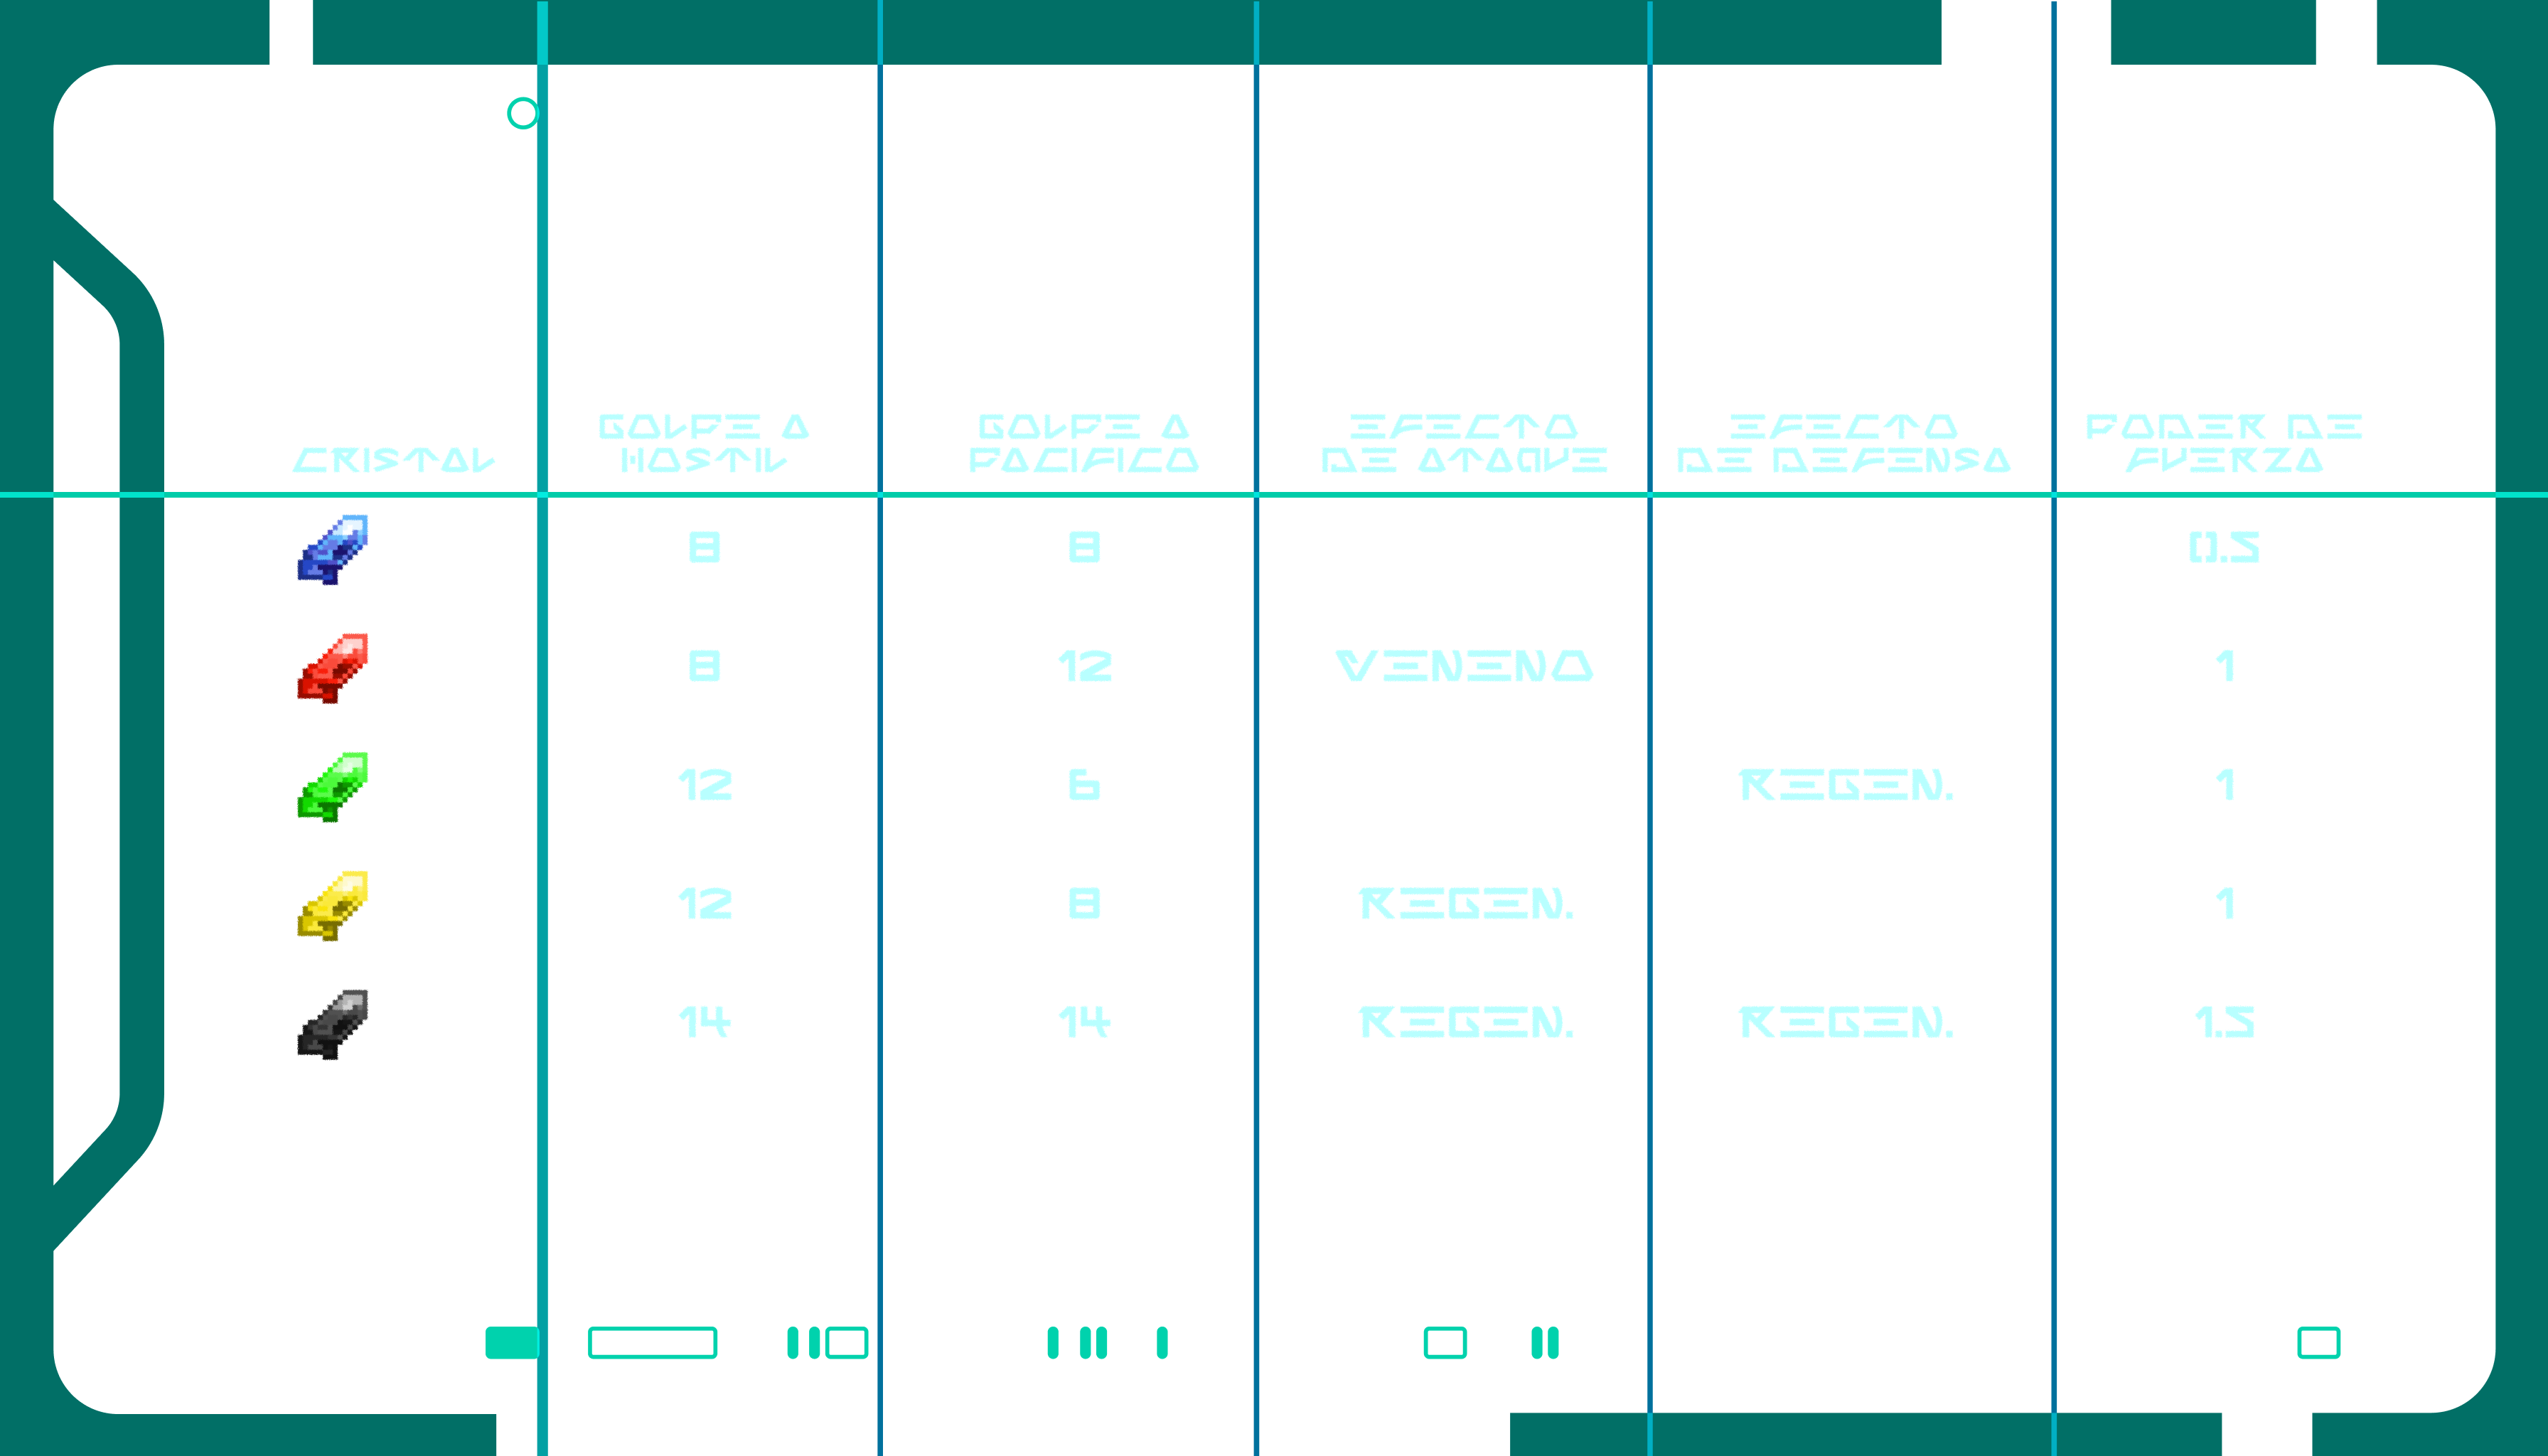 CRISTAL
GOLPE A
HOSTIL
GOLPE A
PACIFICO
EFECTO
DE ATAQUE
EFECTO
DE DEFENSA
PODER DE
FUERZA
8 8 0.5
8 12 VENENO 1
12 6 REGEN. 1
12 8 REGEN. 1
14 14 REGEN. REGEN. 1.5